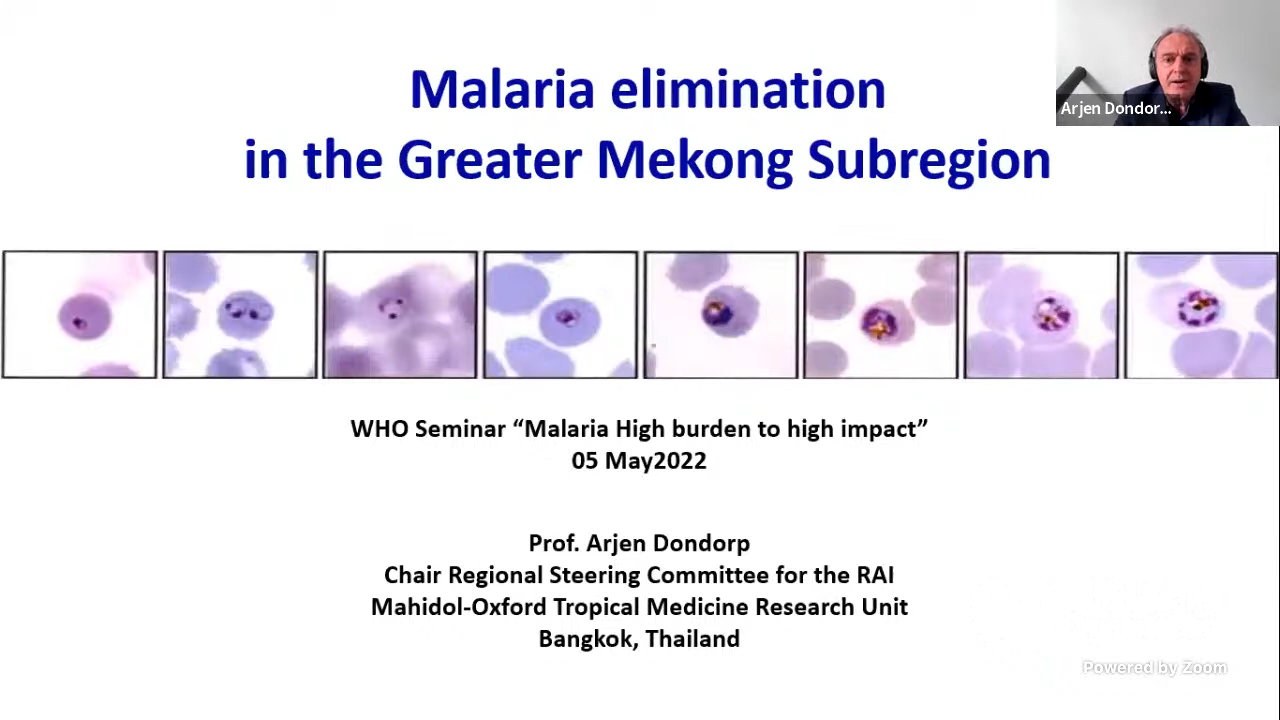 Malaria elimination
in the Greater Mekong Subregion
Arjen Dondor...
WHO Seminar “Malaria High burden to high impact”
05 May2022
Prof. Arjen Dondorp
Chair Regional Steering Committee for the RAI
Mahidol-Oxford Tropical Medicine Research Unit
Bangkok, Thailand
Powered by Zoom